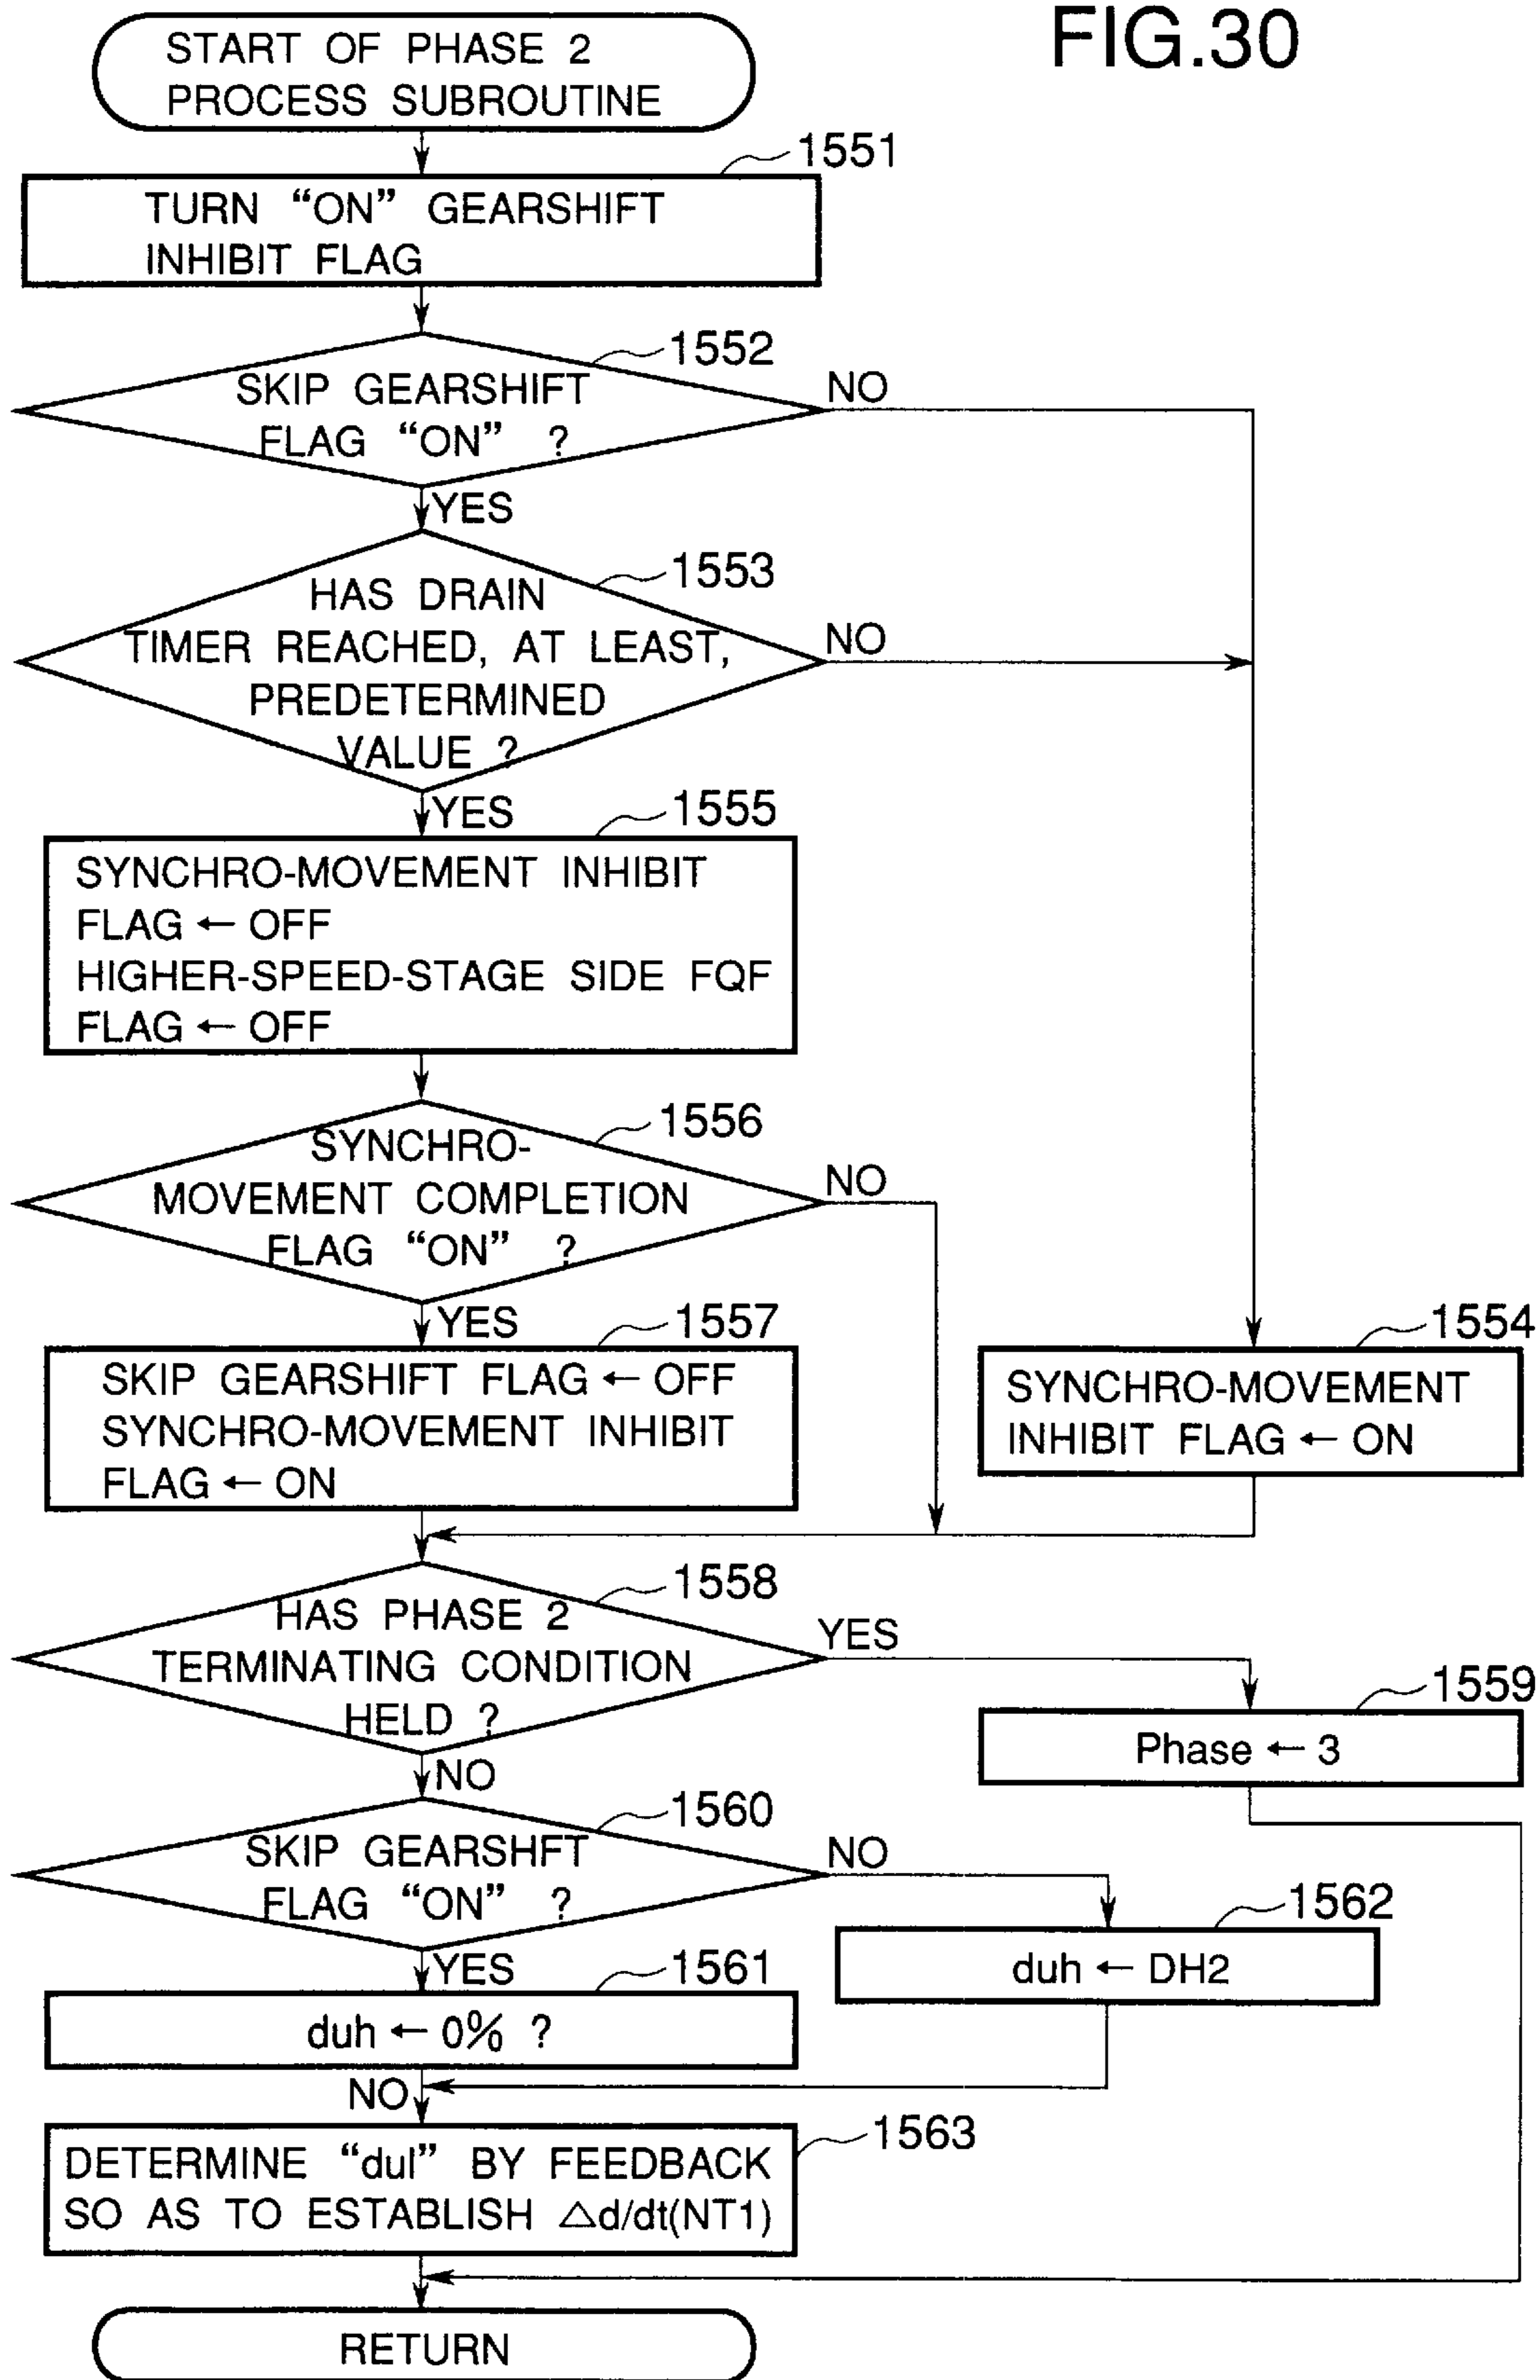 FIG.30
START OF PHASE 2
PROCESS SUBROUTINE
1551
TURN “ON” GEARSHIFT
INHIBIT FLAG
1552
SKIP GEARSHIFT
FLAG “ON” ?
NO
YES
1553
HAS DRAIN
TIMER REACHED, AT LEAST,
PREDETERMINED
VALUE ?
NO
YES
1555
SYNCHRO-MOVEMENT INHIBIT
FLAG ← OFF
HIGHER-SPEED-STAGE SIDE FQF
FLAG ← OFF
1556
SYNCHRO-
MOVEMENT COMPLETION
FLAG “ON” ?
NO
YES
1557
SKIP GEARSHIFT FLAG ← OFF
SYNCHRO-MOVEMENT INHIBIT
FLAG ← ON
1554
SYNCHRO-MOVEMENT
INHIBIT FLAG ← ON
1558
HAS PHASE 2
TERMINATING CONDITION
HELD ?
YES
1559
Phase ← 3
NO
1560
SKIP GEARSHFT
FLAG “ON” ?
NO
1562
duh ← DH2
YES
1561
duh ← 0% ?
NO
1563
DETERMINE “dul” BY FEEDBACK
SO AS TO ESTABLISH △d/dt(NT1)
RETURN